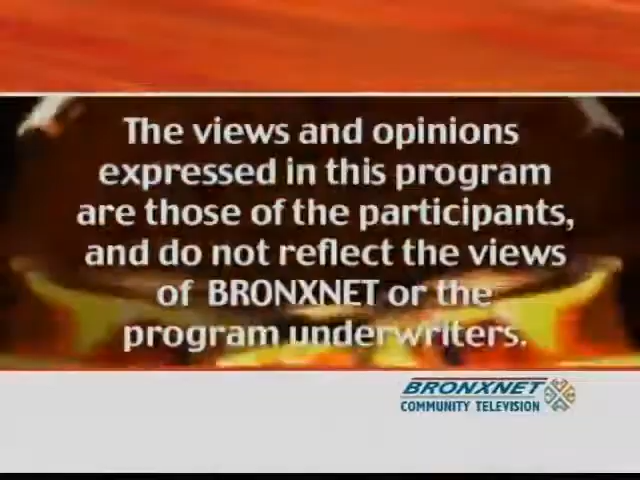 The views and opinions
expressed in this program
are those of the participants,
and do not reflect the views
of BRONXNET or the
program underwriters.
BRONXNET
COMMUNITY TELEVISION